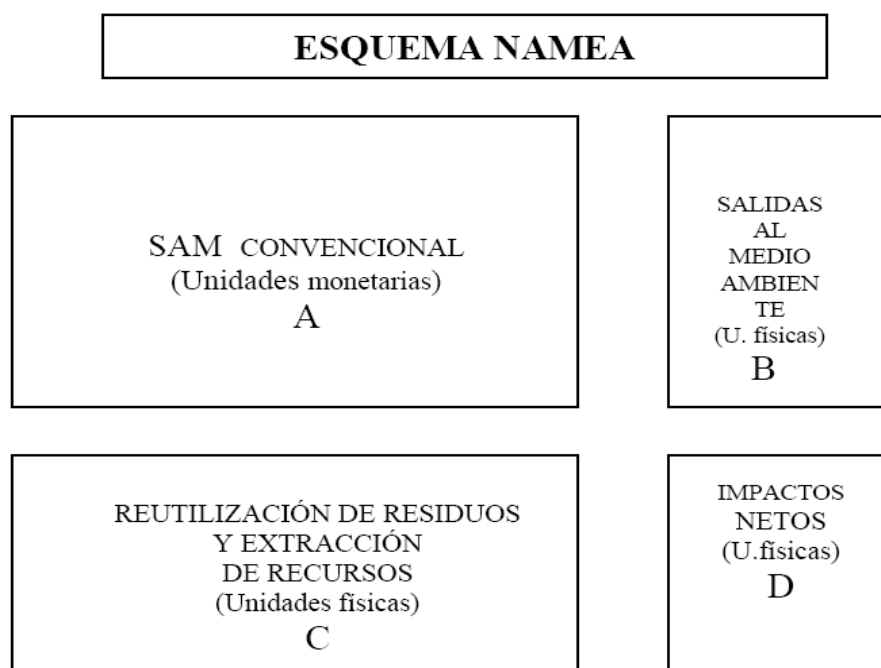 ESQUEMA NAMEA
SAM CONVENCIONAL
(Unidades monetarias)
A
SALIDAS
AL
MEDIO
AMBIEN
TE
(U. físicas)
B
REUTILIZACIÓN DE RESIDUOS
Y EXTRACCIÓN
DE RECURSOS
(Unidades físicas)
C
IMPACTOS
NETOS
(U.físicas)
D